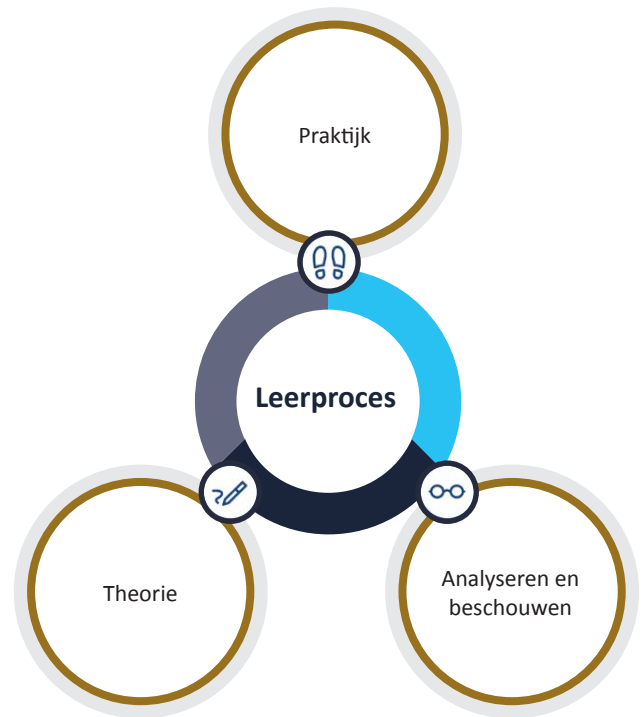 Praktijk
Leerproces
Theorie
Analyseren en
beschouwen